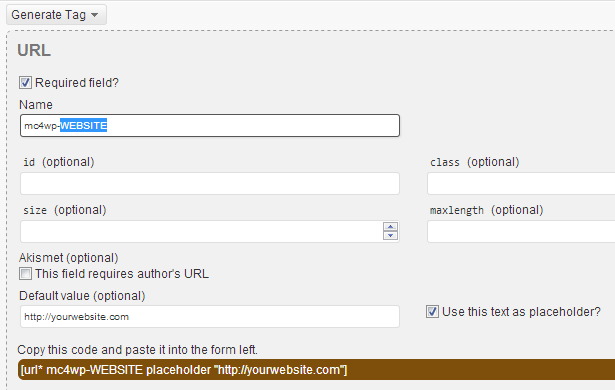 Generate Tag
URL
Required field?
Name
mc4wp-WEBSITE
id (optional) class (optional)
size (optional) maxlength (optional)
Akismet (optional)
This field requires author's URL
Default value (optional)
http://yourwebsite.com Use this text as placeholder?
Copy this code and paste it into the form left.
[url* mc4wp-WEBSITE placeholder "http://yourwebsite.com"]